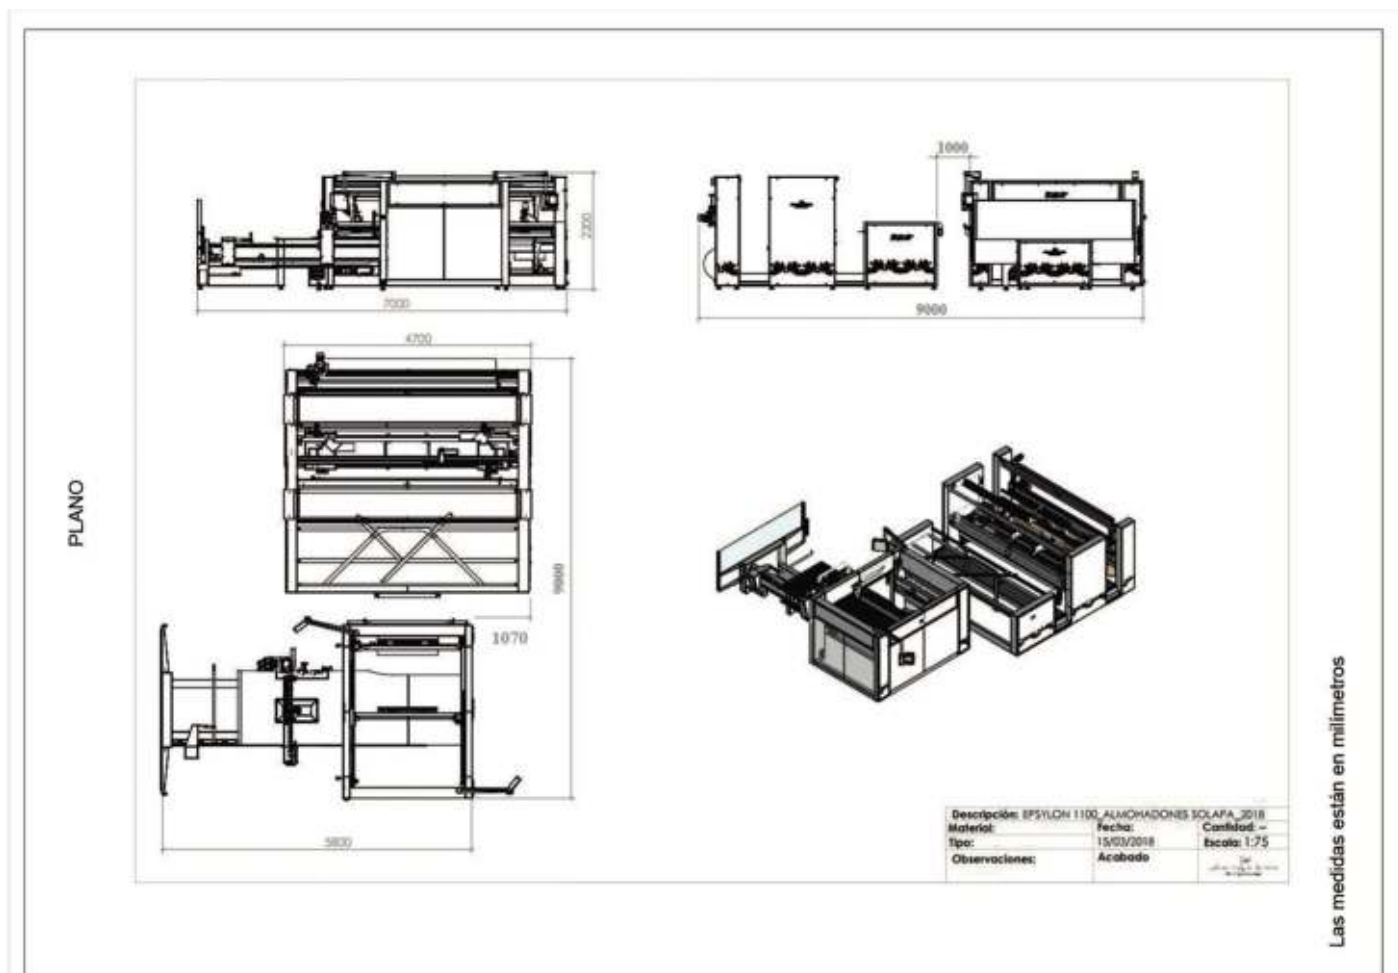 1000
2200
7000
9000
4700
PLANO
9000
1070
5800
Descripción: EPSYLON 1100_ALMOHADONES SOLAPA_2018
Material: Fecha: Cantidad: --
Tipo: 15/03/2018 Escala: 1:75
Observaciones: Acabado
Las medidas están en milímetros